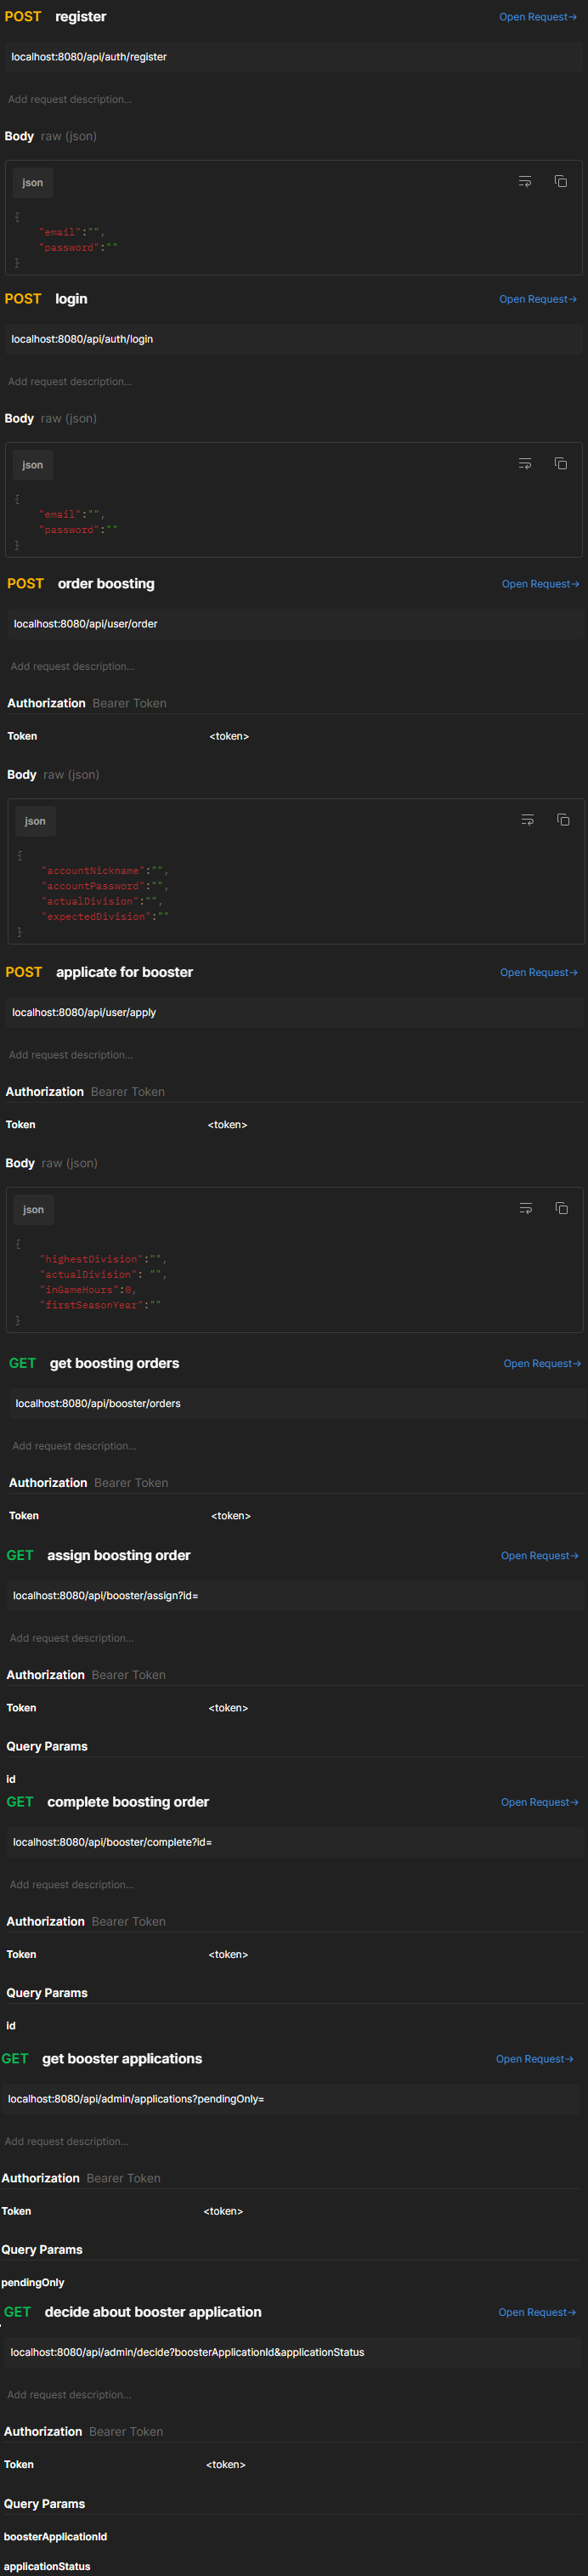 POST register Open Request→
localhost:8080/api/auth/register
Add request description…
Body raw (json)
json
{
"email":"",
"password":""
}
POST login Open Request→
localhost:8080/api/auth/login
Add request description…
Body raw (json)
json
{
"email":"",
"password":""
}
POST order boosting Open Request→
localhost:8080/api/user/order
Add request description…
Authorization Bearer Token
Token <token>
Body raw (json)
json
{
"accountNickname":"",
"accountPassword":"",
"actualDivision":"",
"expectedDivision":""
}
POST applicate for booster Open Request→
localhost:8080/api/user/apply
Add request description…
Authorization Bearer Token
Token <token>
Body raw (json)
json
{
"highestDivision":"",
"actualDivision": "",
"inGameHours":0,
"firstSeasonYear":""
}
GET get boosting orders Open Request→
localhost:8080/api/booster/orders
Add request description…
Authorization Bearer Token
Token <token>
GET assign boosting order Open Request→
localhost:8080/api/booster/assign?id=
Add request description…
Authorization Bearer Token
Token <token>
Query Params
id
GET complete boosting order Open Request→
localhost:8080/api/booster/complete?id=
Add request description…
Authorization Bearer Token
Token <token>
Query Params
id
GET get booster applications Open Request→
localhost:8080/api/admin/applications?pendingOnly=
Add request description…
Authorization Bearer Token
Token <token>
Query Params
pendingOnly
GET decide about booster application Open Request→
localhost:8080/api/admin/decide?boosterApplicationId&applicationStatus
Add request description…
Authorization Bearer Token
Token <token>
Query Params
boosterApplicationId
applicationStatus